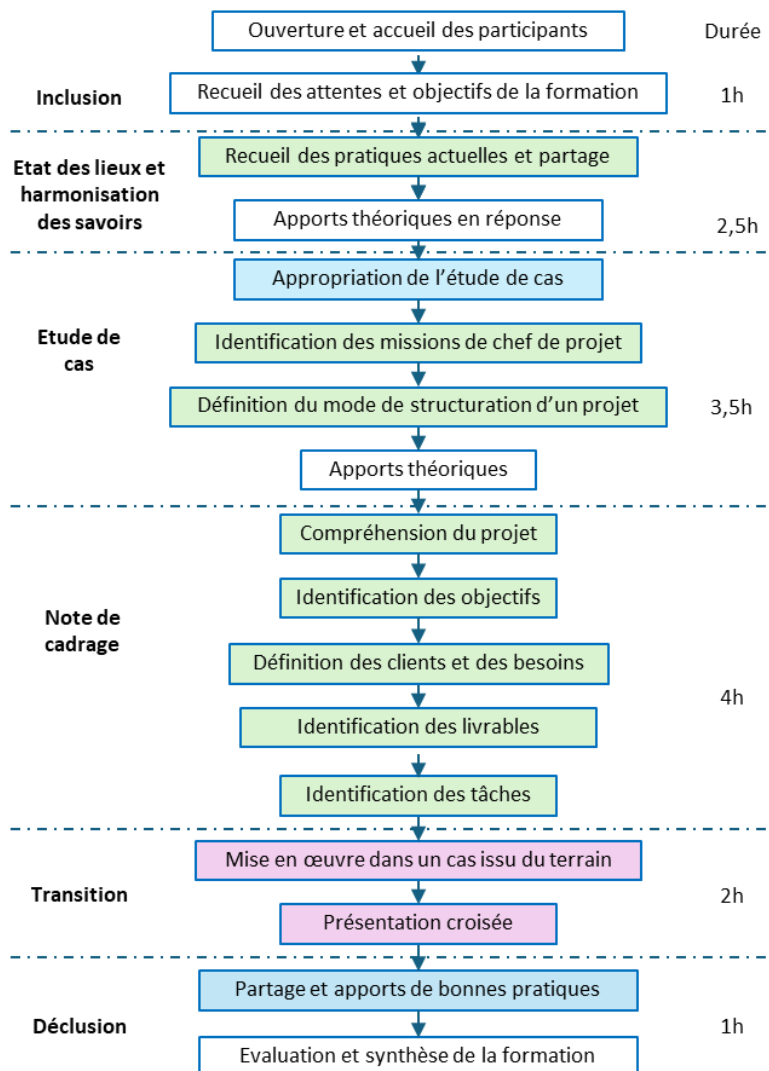 Ouverture et accueil des participants
Durée
Recueil des attentes et objectifs de la formation
Inclusion
1h
Recueil des pratiques actuelles et partage
Etat des lieux et
harmonisation
des savoirs
Apports théoriques en réponse
2,5h
Appropriation de l’étude de cas
Etude de
cas
Identification des missions de chef de projet
Définition du mode de structuration d’un projet
3,5h
Apports théoriques
Compréhension du projet
Identification des objectifs
Note de
cadrage
Définition des clients et des besoins
4h
Identification des livrables
Identification des tâches
Mise en œuvre dans un cas issu du terrain
Transition
2h
Présentation croisée
Partage et apports de bonnes pratiques
Déclusion
1h
Evaluation et synthèse de la formation